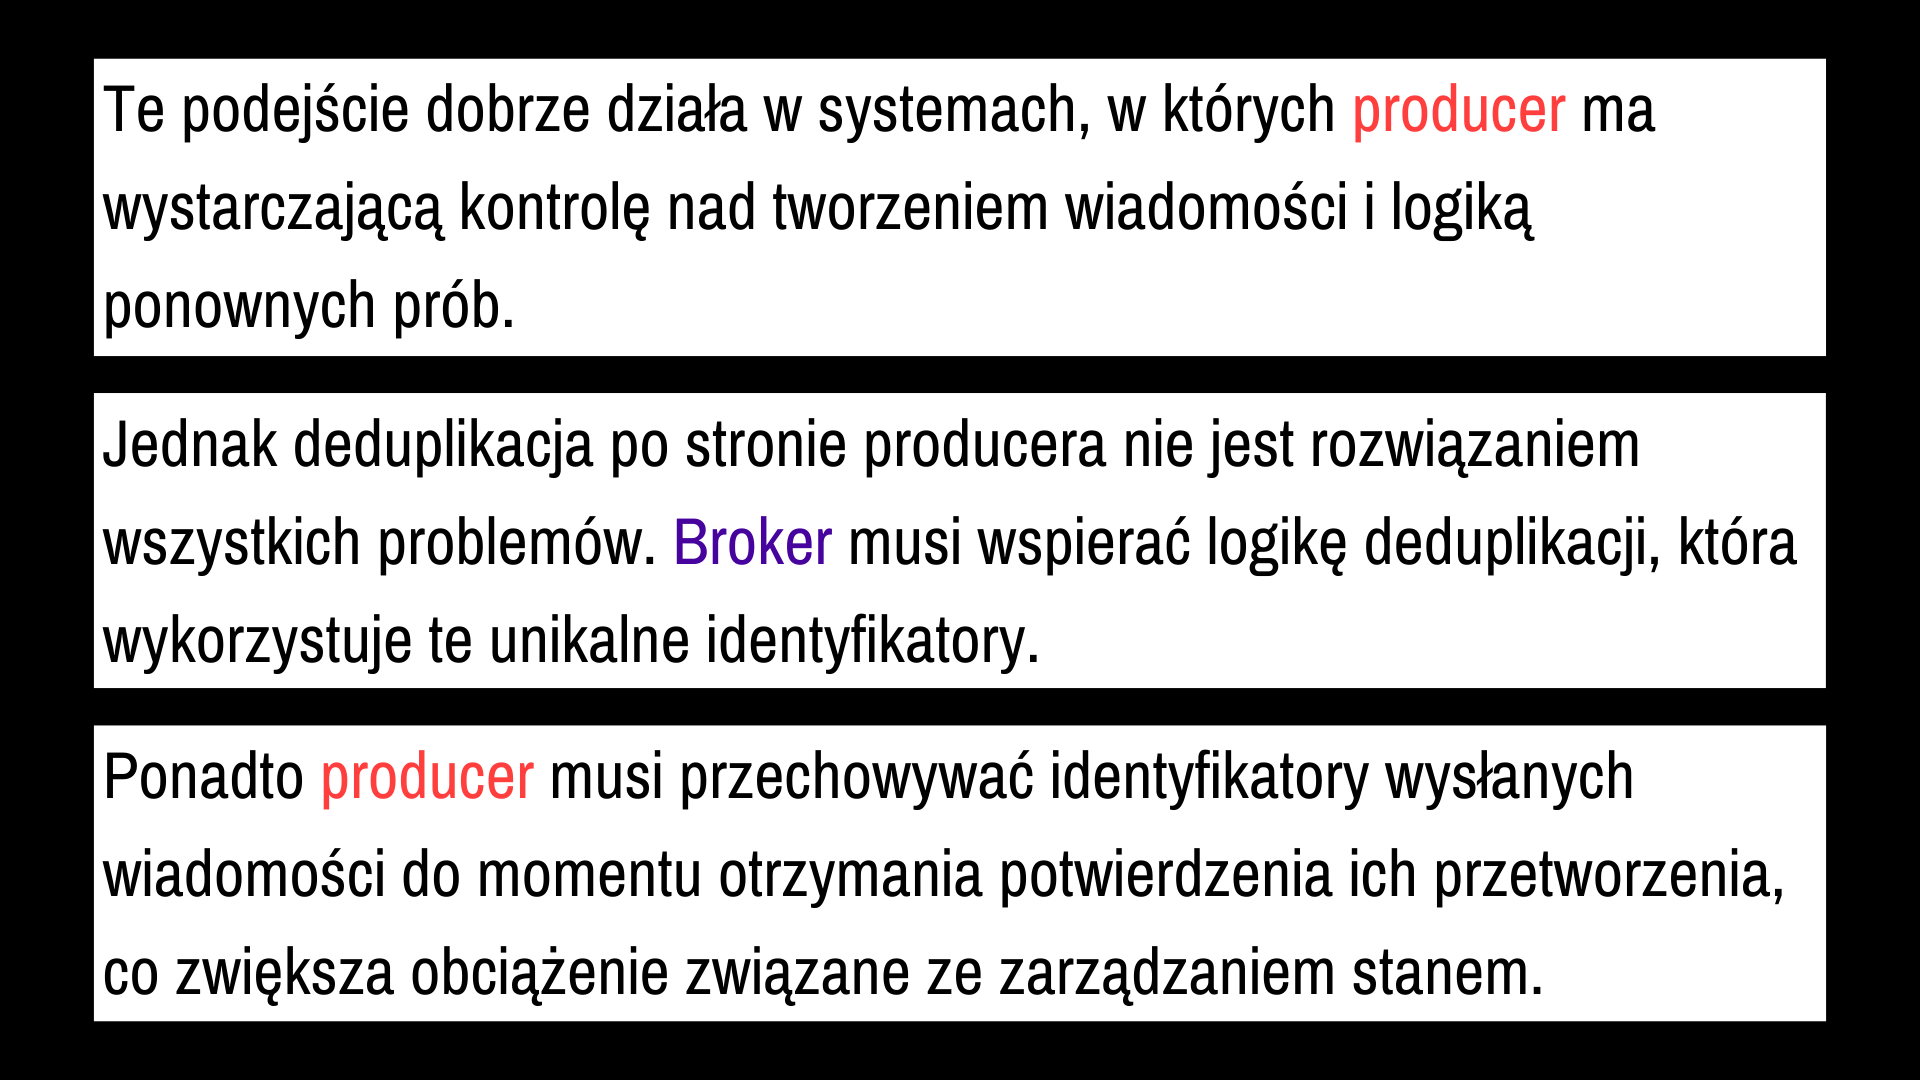 Te podejście dobrze działa w systemach, w których producer ma
wystarczającą kontrolę nad tworzeniem wiadomości i logiką
ponownych prób.
Jednak deduplikacja po stronie producera nie jest rozwiązaniem
wszystkich problemów. Broker musi wspierać logikę deduplikacji, która
wykorzystuje te unikalne identyfikatory.
Ponadto producer musi przechowywać identyfikatory wysłanych
wiadomości do momentu otrzymania potwierdzenia ich przetworzenia,
co zwiększa obciążenie związane ze zarządzaniem stanem.